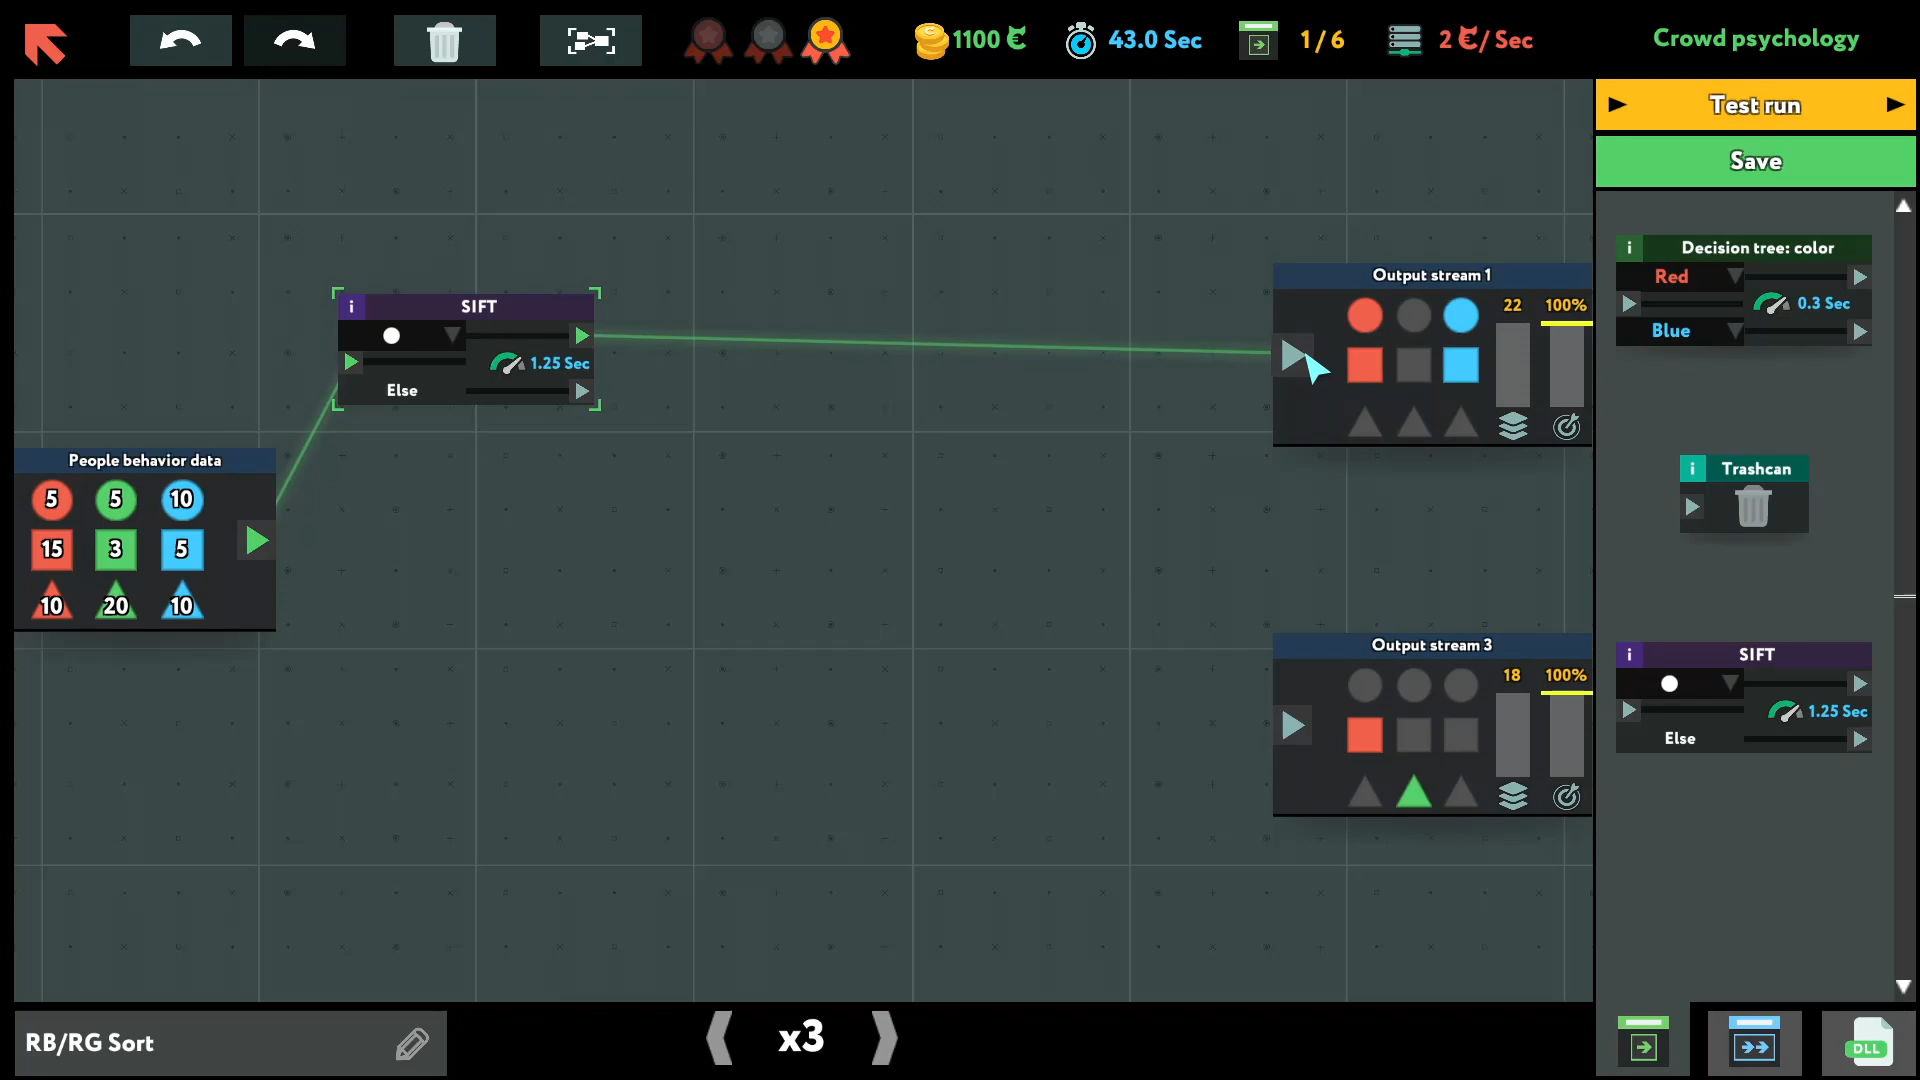 1100
43.0 Sec
1 / 6
2 / Sec
Crowd psychology
Test run
Save
Decision tree: color
Red
0.3 Sec
Blue
Trashcan
SIFT
1.25 Sec
Else
SIFT
1.25 Sec
Else
People behavior data
5 5 10
15 3 5
10 20 10
Output stream 1
22 100%
Output stream 3
18 100%
RB/RG Sort
x3
DLL